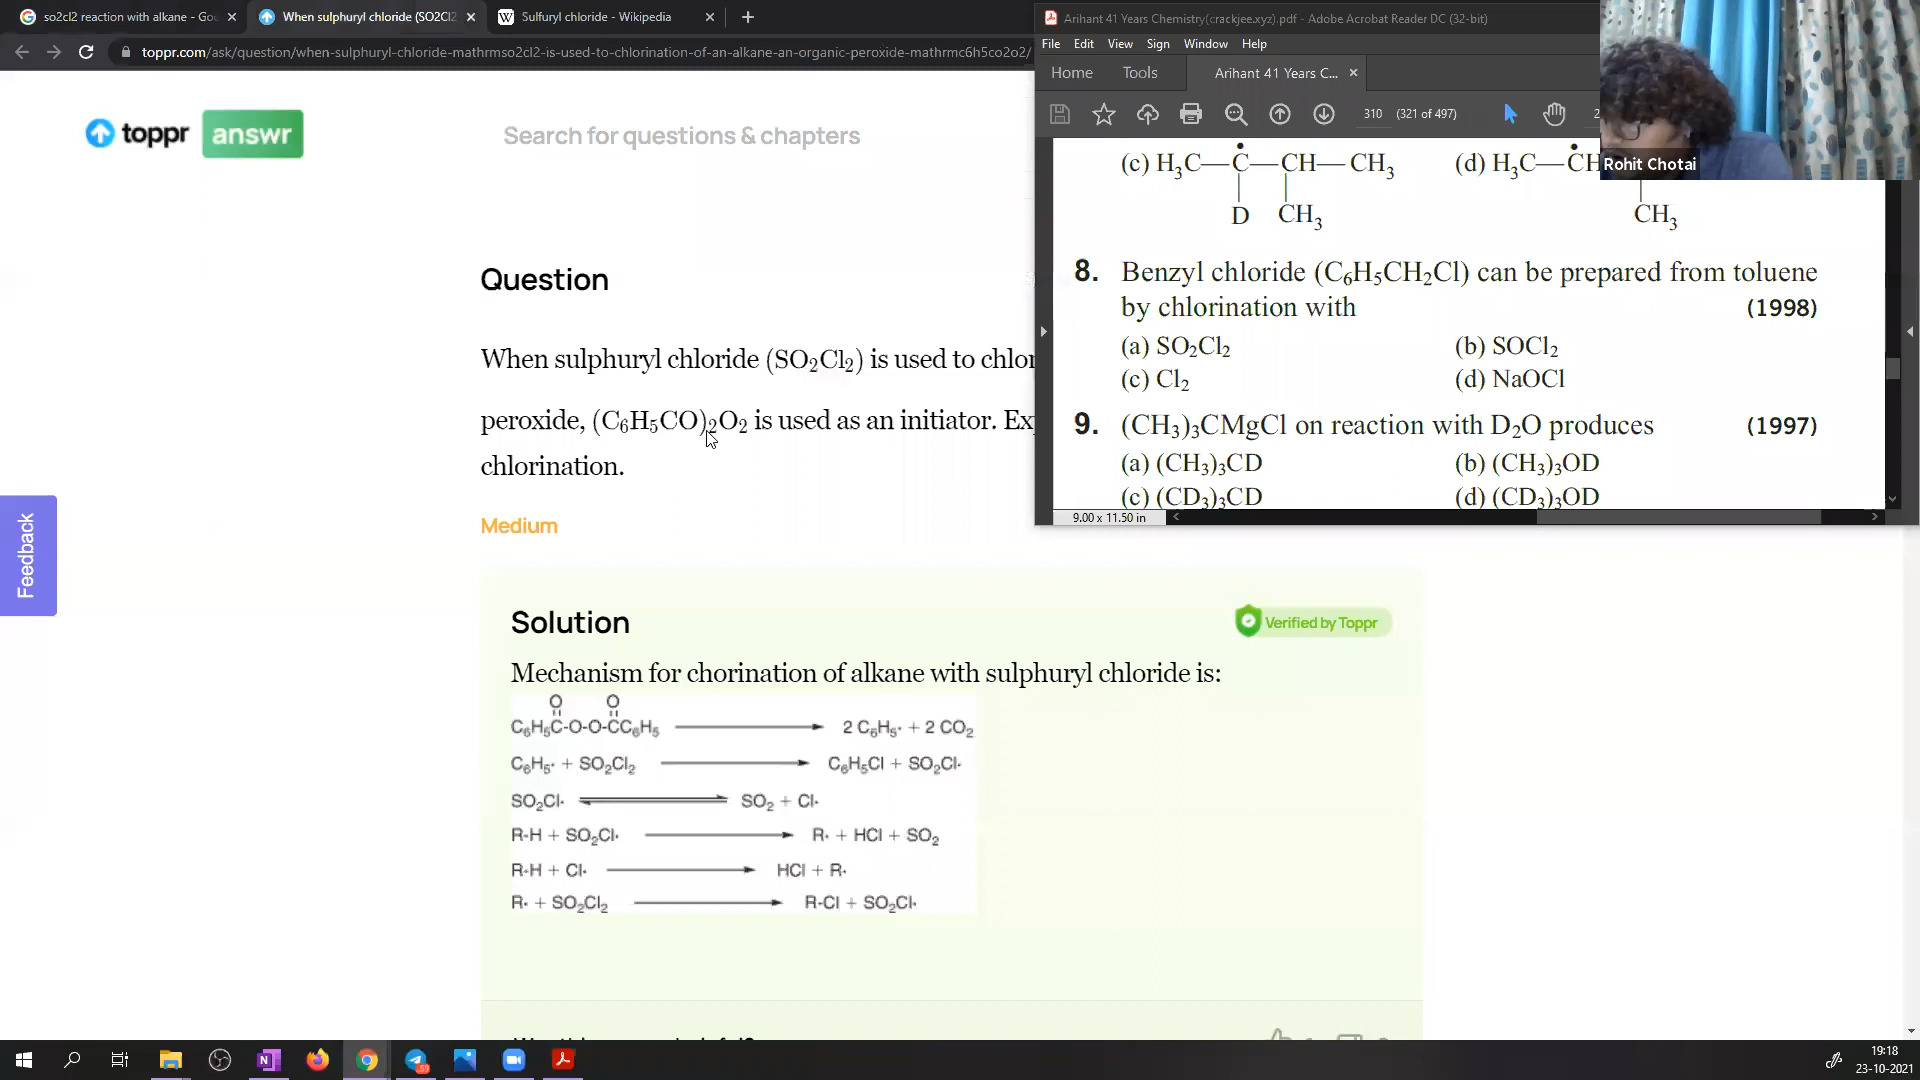 so2cl2 reaction with alkane - Goo
When sulphuryl chloride (SO2Cl2
Sulfuryl chloride - Wikipedia
toppr.com/ask/question/when-sulphuryl-chloride-mathrmso2cl2-is-used-to-chlorination-of-an-alkane-an-organic-peroxide-mathrmc6h5co2o2/
toppr answr
Search for questions & chapters
Question
When sulphuryl chloride (SO₂Cl₂) is used to chlor
peroxide, (C₆H₅CO)₂O₂ is used as an initiator. Ex
chlorination.
Medium
Feedback
Solution
Verified by Toppr
Mechanism for chorination of alkane with sulphuryl chloride is:
O O
C₆H₅C-O-O-CC₆H₅ ⟶ 2 C₆H₅· + 2 CO₂
C₆H₅· + SO₂Cl₂ ⟶ C₆H₅Cl + SO₂Cl·
SO₂Cl· ⇌ SO₂ + Cl·
R-H + SO₂Cl· ⟶ R· + HCl + SO₂
R-H + Cl· ⟶ HCl + R·
R· + SO₂Cl₂ ⟶ R-Cl + SO₂Cl·
Arihant 41 Years Chemistry(crackjee.xyz).pdf - Adobe Acrobat Reader DC (32-bit)
File Edit View Sign Window Help
Home Tools Arihant 41 Years C...
310 (321 of 497)
Rohit Chotai
(c) H₃C—Ċ—CH—CH₃ (d) H₃C—ĊH
D CH₃ CH₃
8. Benzyl chloride (C₆H₅CH₂Cl) can be prepared from toluene
by chlorination with (1998)
(a) SO₂Cl₂ (b) SOCl₂
(c) Cl₂ (d) NaOCl
9. (CH₃)₃CMgCl on reaction with D₂O produces (1997)
(a) (CH₃)₃CD (b) (CH₃)₃OD
(c) (CD₃)₃CD (d) (CD₃)₃OD
9.00 x 11.50 in
19:18
23-10-2021